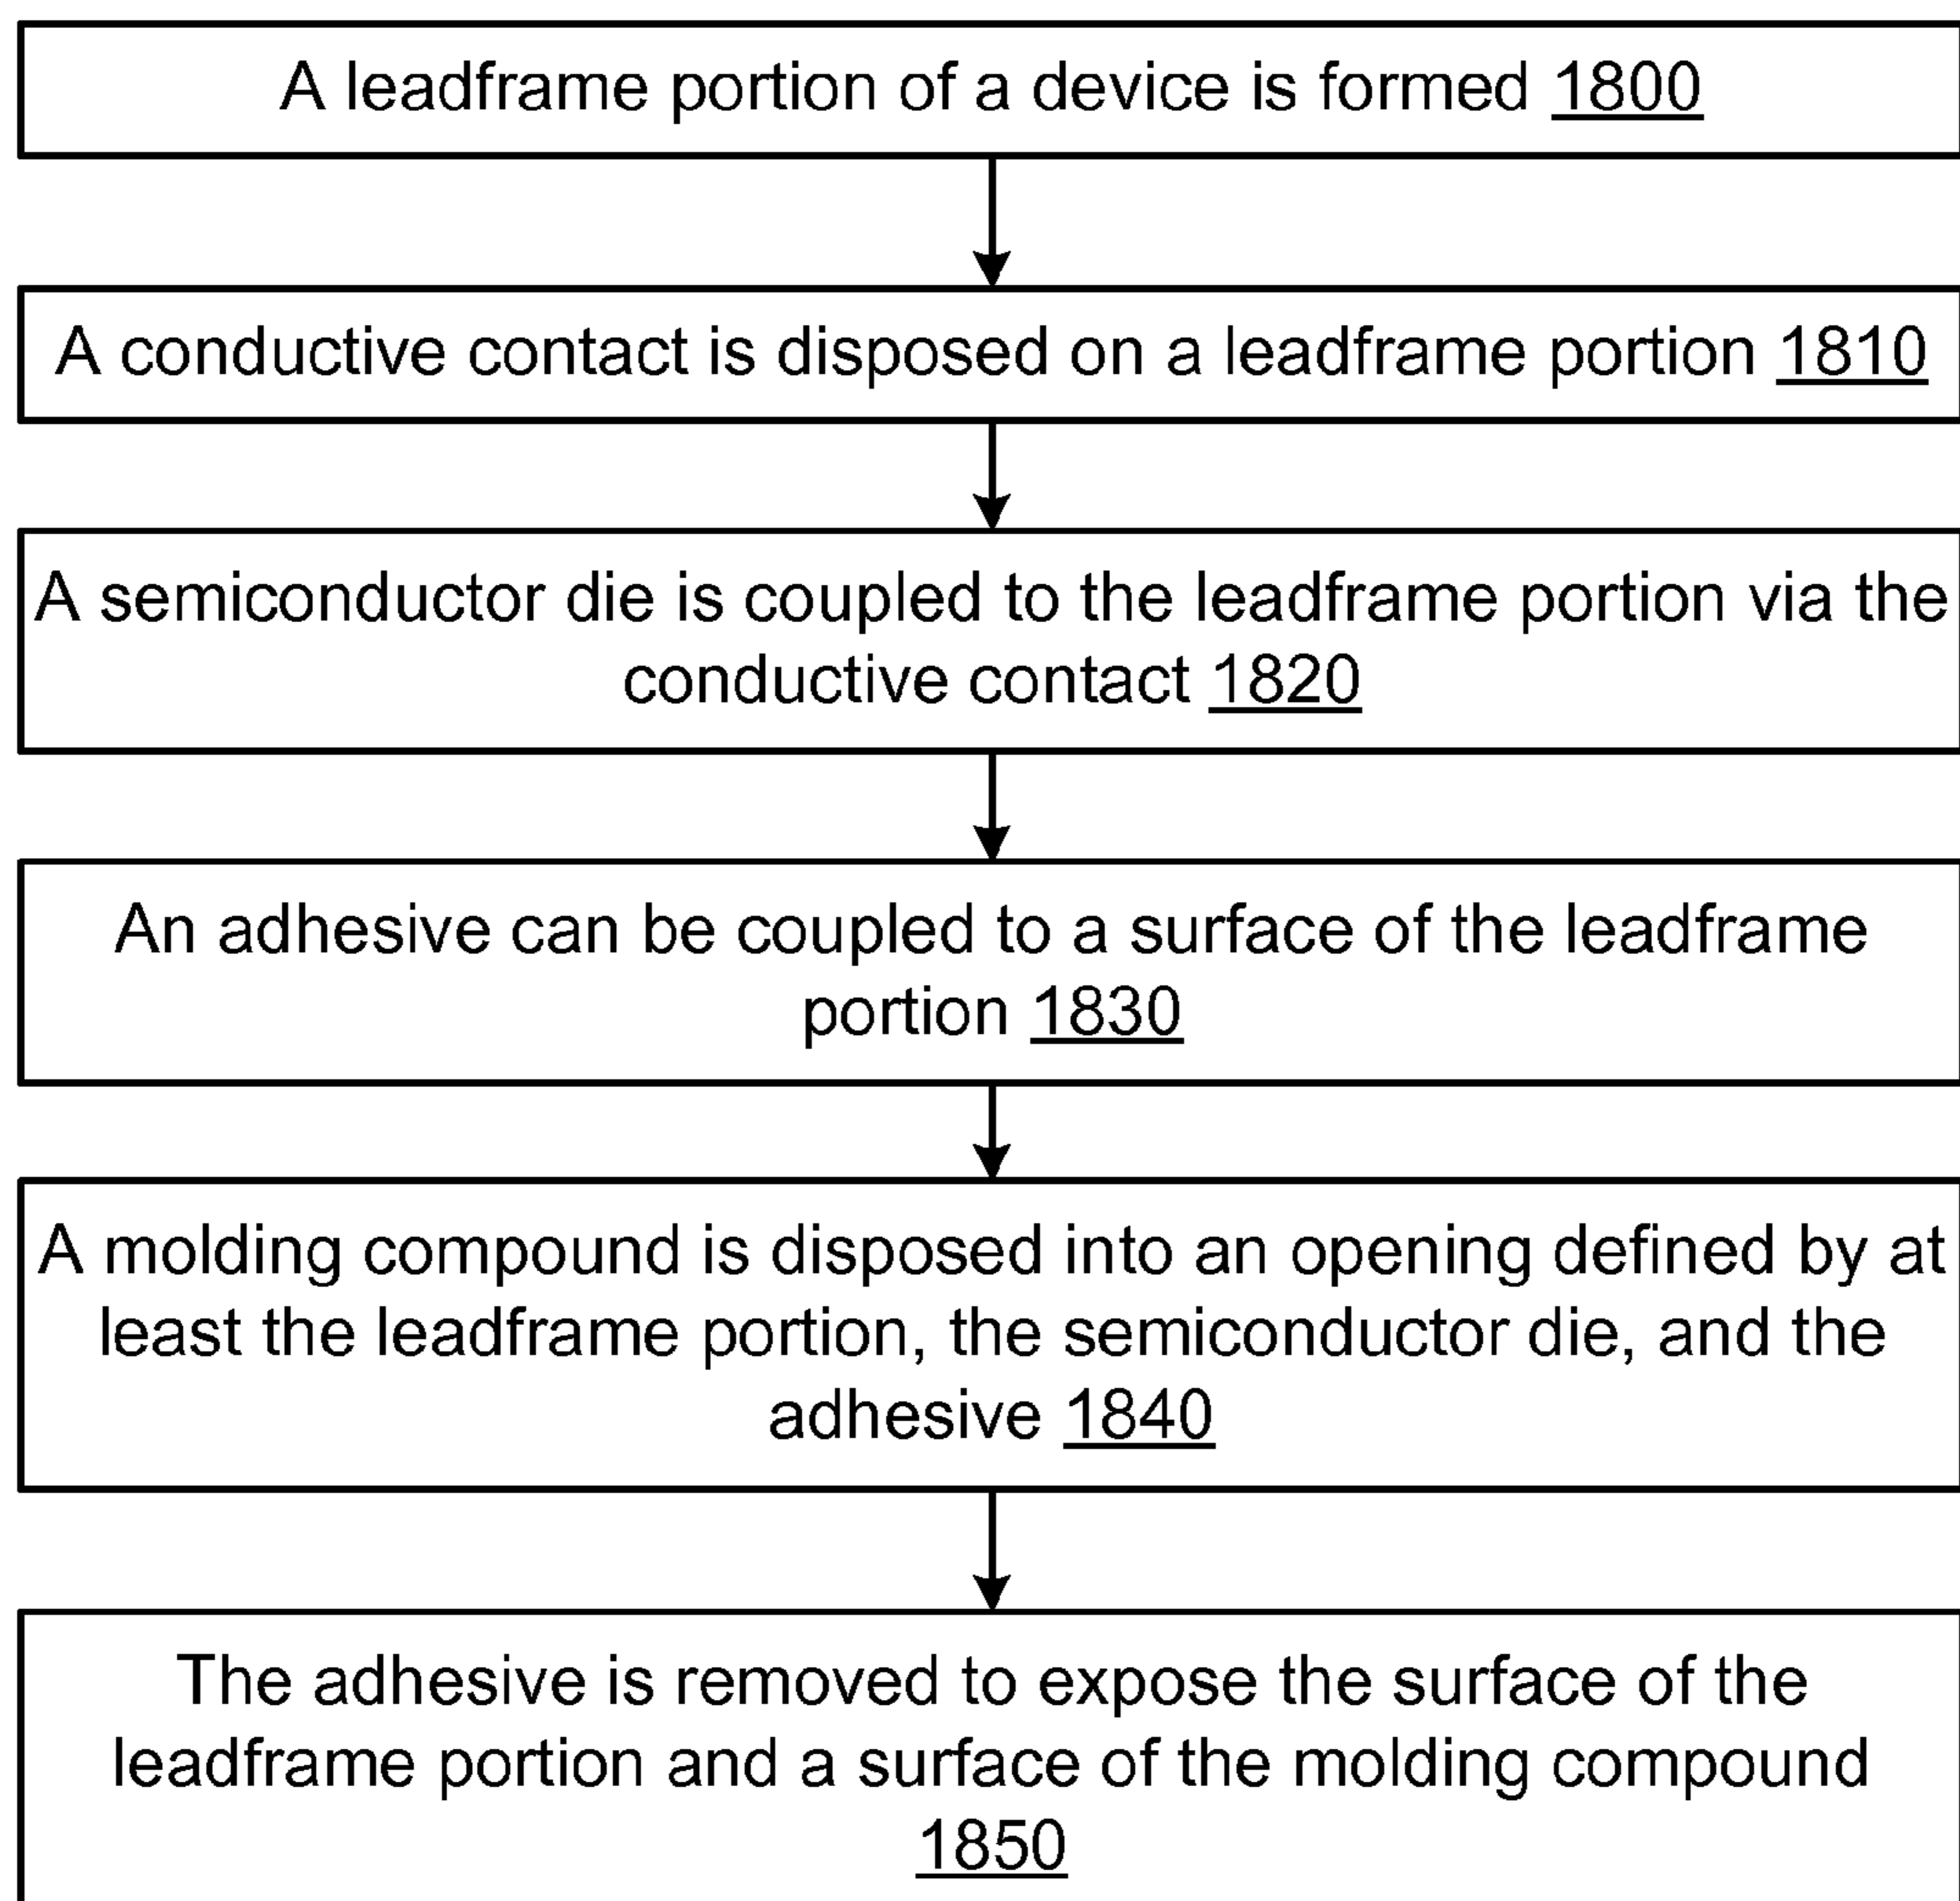 A leadframe portion of a device is formed 1800
A conductive contact is disposed on a leadframe portion 1810
A semiconductor die is coupled to the leadframe portion via the
conductive contact 1820
An adhesive can be coupled to a surface of the leadframe
portion 1830
A molding compound is disposed into an opening defined by at
least the leadframe portion, the semiconductor die, and the
adhesive 1840
The adhesive is removed to expose the surface of the
leadframe portion and a surface of the molding compound
1850